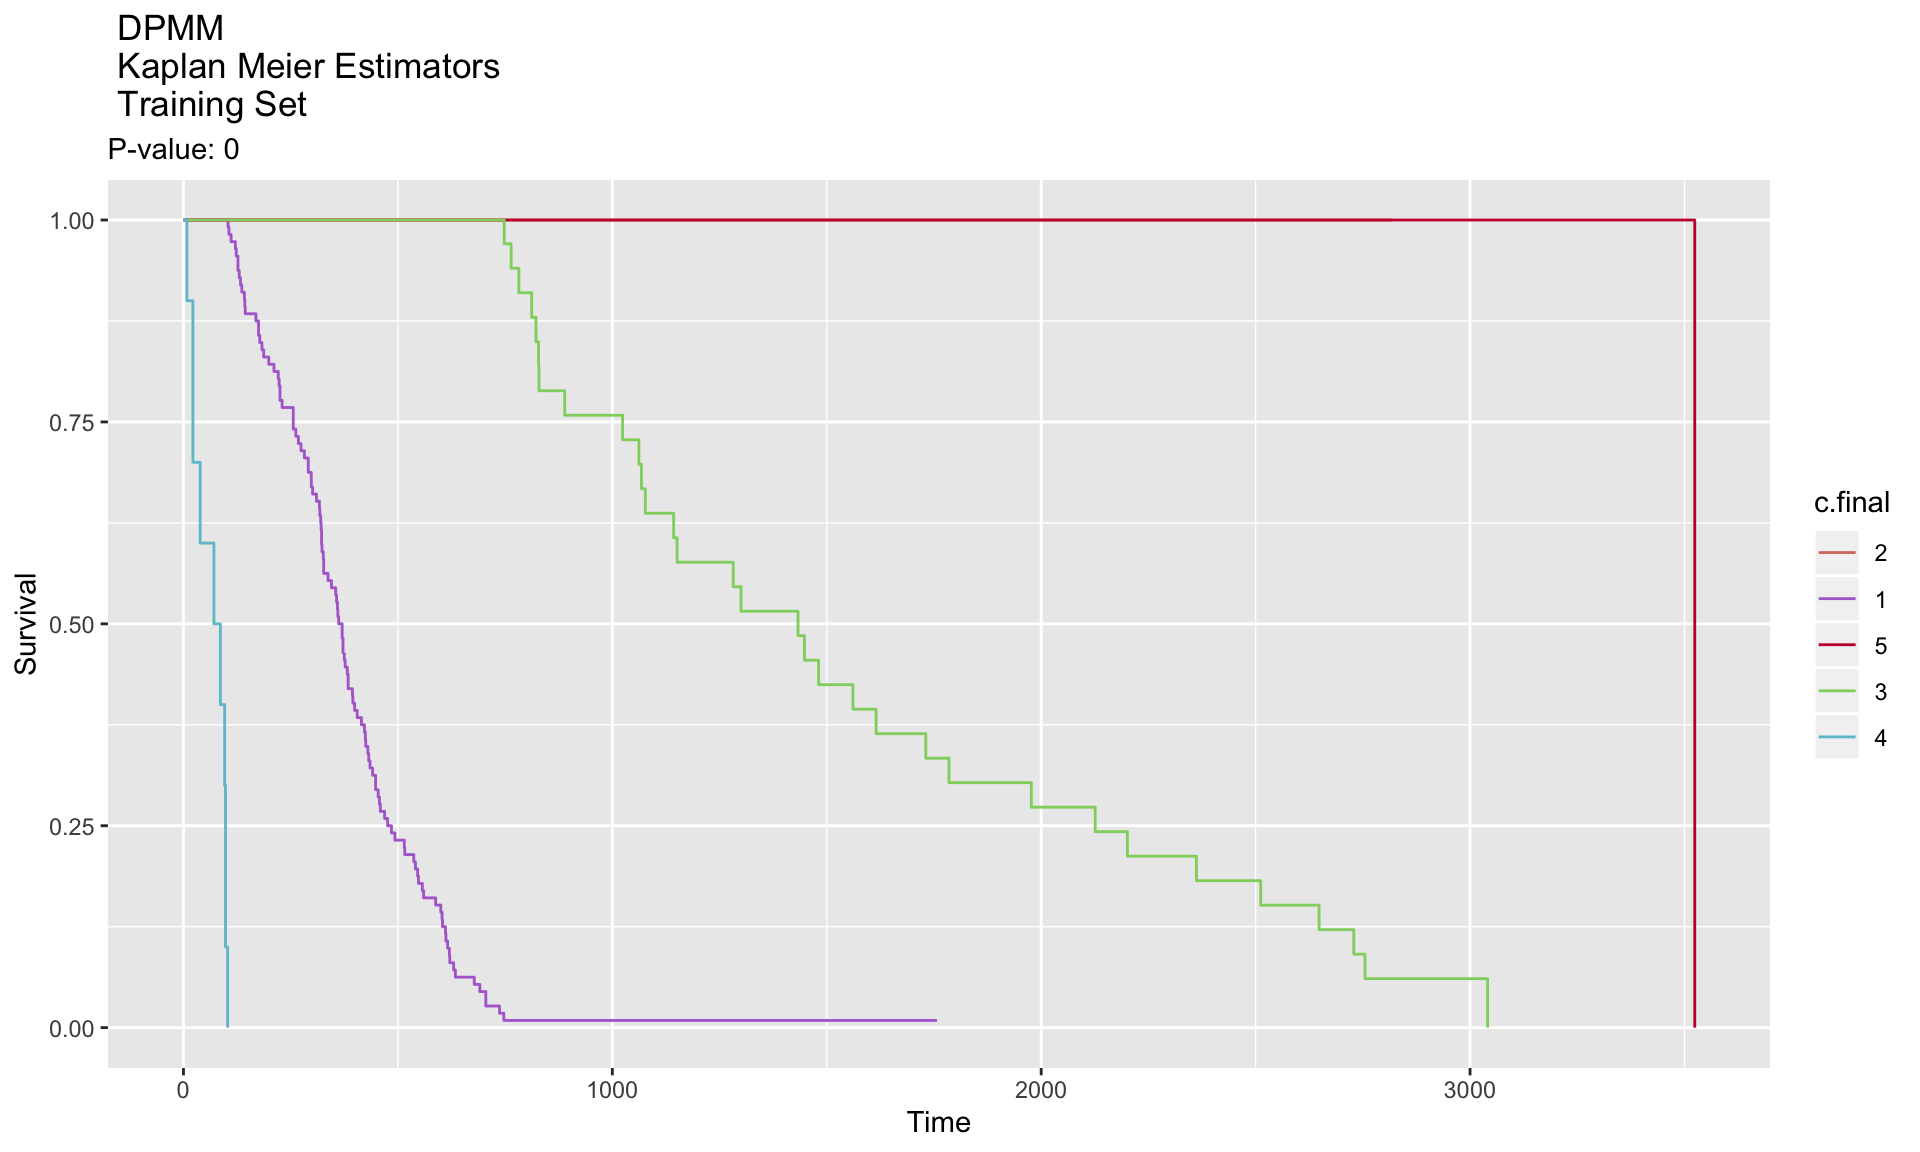 DPMM
Kaplan Meier Estimators
Training Set
P-value: 0
1.00
0.75
0.50
0.25
0.00
Survival
0
1000
2000
3000
Time
c.final
2
1
5
3
4